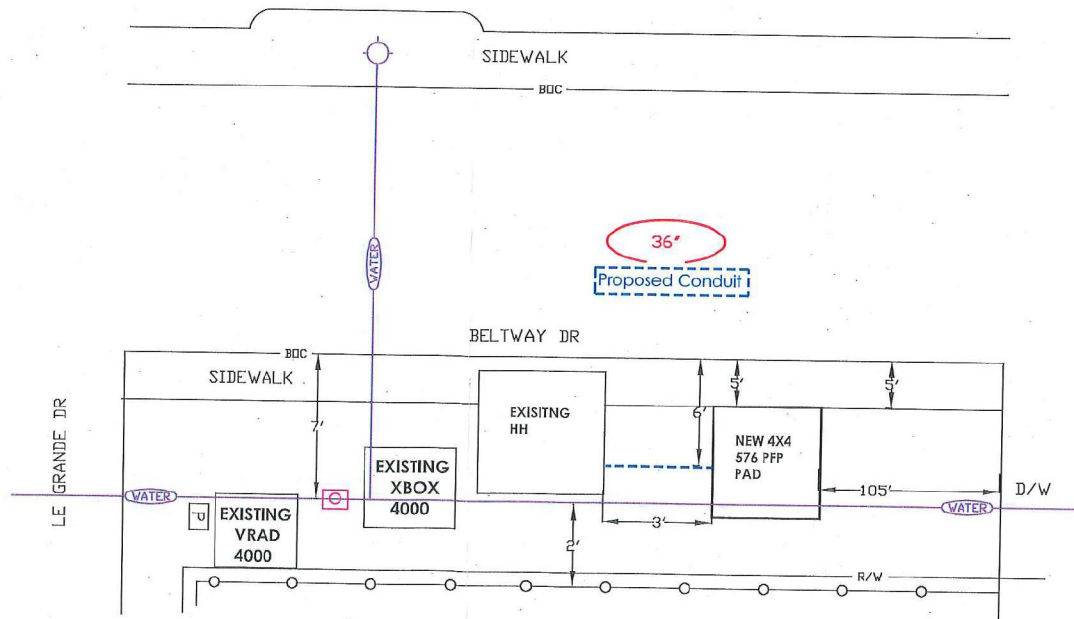 SIDEWALK
BOC
WATER
36"
Proposed Conduit
BELTWAY DR
BOC
SIDEWALK
5'
5'
6'
7'
EXISITNG
HH
NEW 4X4
576 PFP
PAD
LE GRANDE DR
EXISTING
XBOX
4000
WATER
P
EXISTING
VRAD
4000
105'
D/W
WATER
3'
2'
R/W